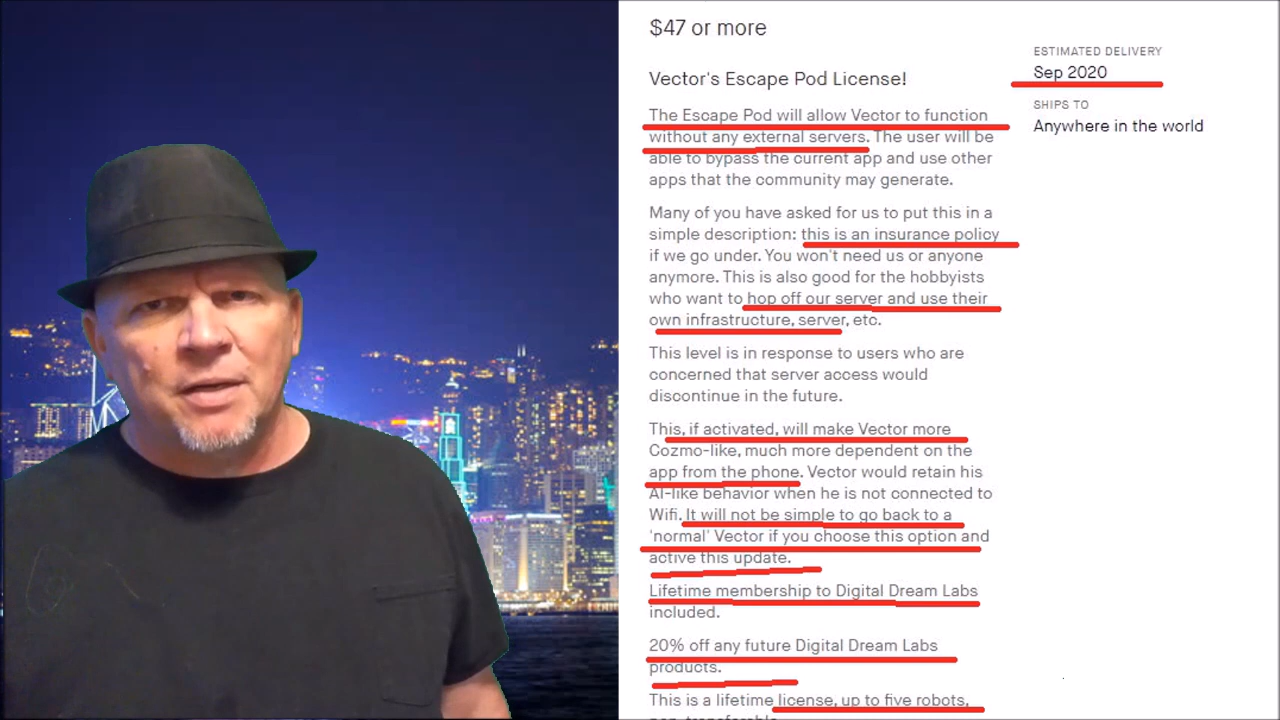 $47 or more
Vector's Escape Pod License!
The Escape Pod will allow Vector to function
without any external servers. The user will be
able to bypass the current app and use other
apps that the community may generate.
Many of you have asked for us to put this in a
simple description: this is an insurance policy
if we go under. You won't need us or anyone
anymore. This is also good for the hobbyists
who want to hop off our server and use their
own infrastructure, server, etc.
This level is in response to users who are
concerned that server access would
discontinue in the future.
This, if activated, will make Vector more
Cozmo-like, much more dependent on the
app from the phone. Vector would retain his
AI-like behavior when he is not connected to
Wifi. It will not be simple to go back to a
'normal' Vector if you choose this option and
active this update.
Lifetime membership to Digital Dream Labs
included.
20% off any future Digital Dream Labs
products.
This is a lifetime license, up to five robots,
ESTIMATED DELIVERY
Sep 2020
SHIPS TO
Anywhere in the world